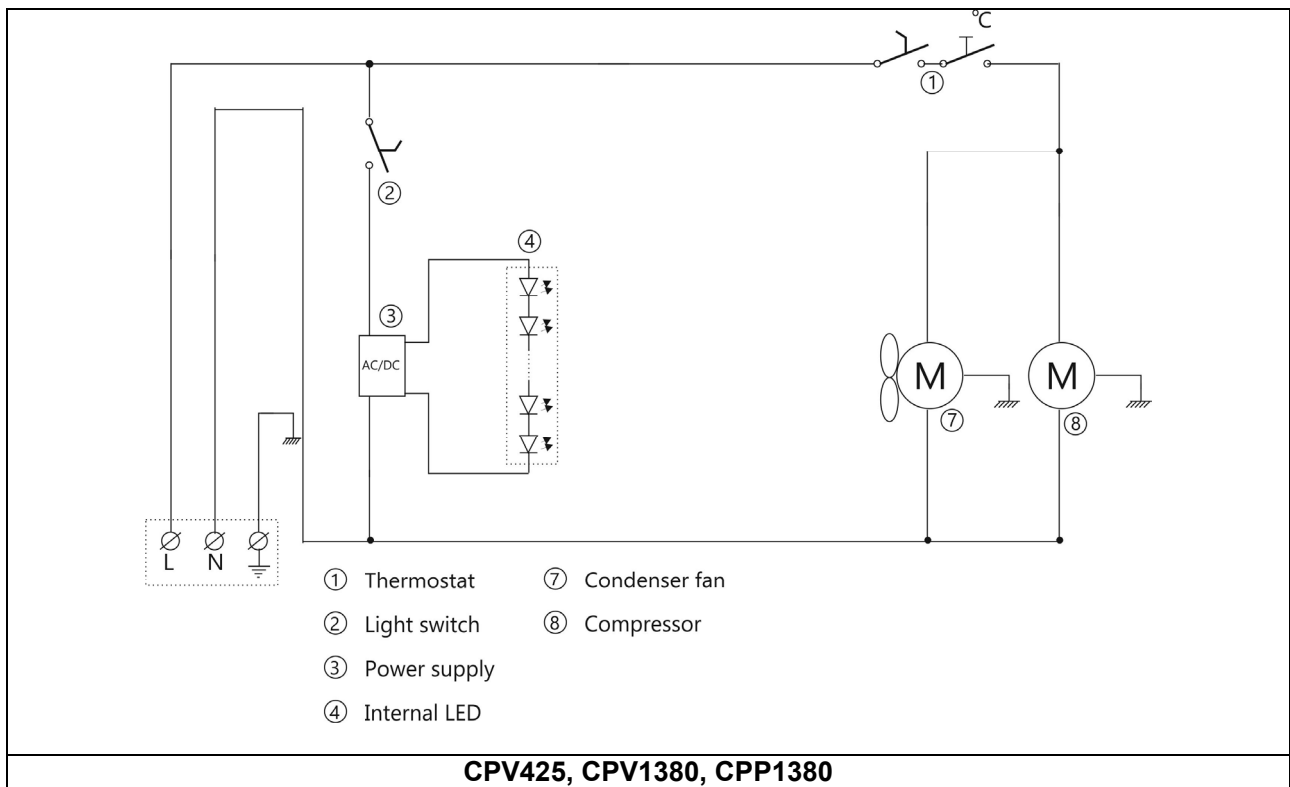 °C
①
②
④
③
AC/DC
M
M
⑦
⑧
L N
① Thermostat ⑦ Condenser fan
② Light switch ⑧ Compressor
③ Power supply
④ Internal LED
CPV425, CPV1380, CPP1380